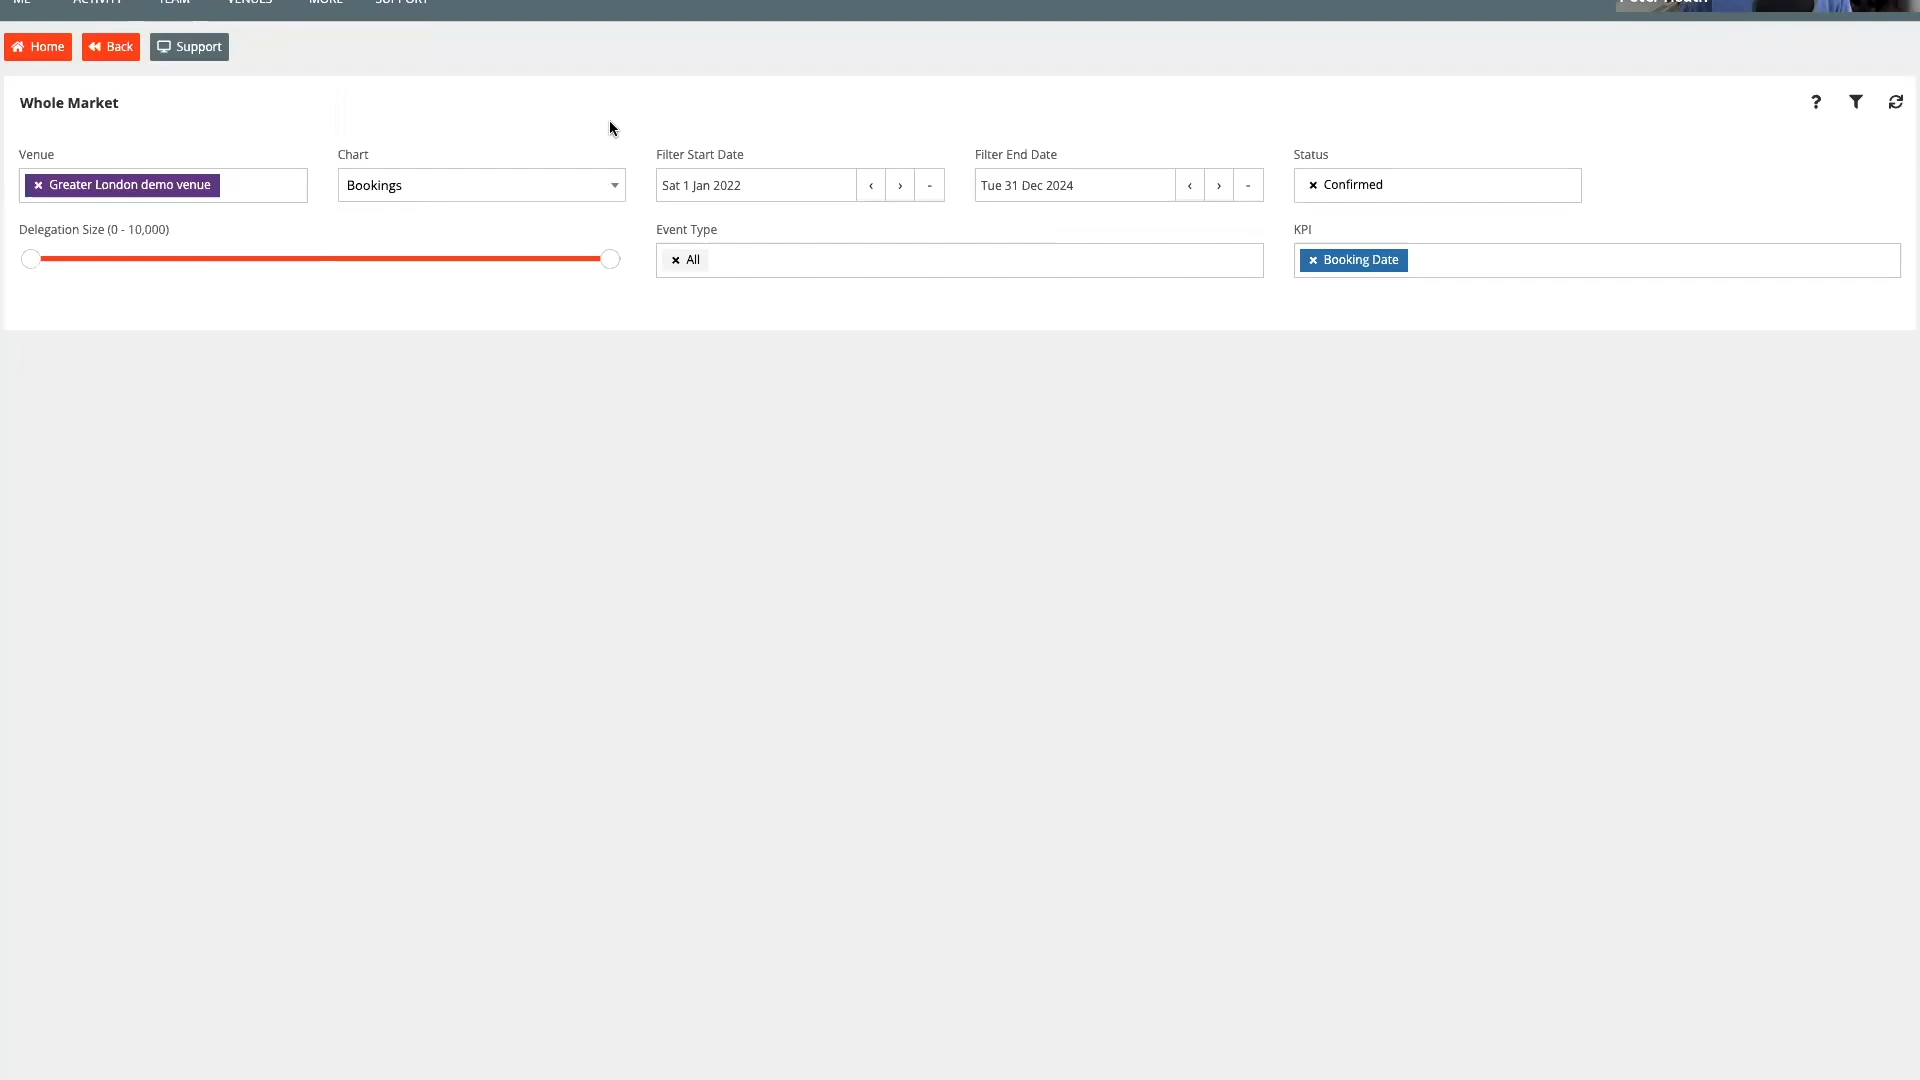 ME ACTIVITY TEAM VENUES MORE SUPPORT
Peter Heath
Home Back Support
Whole Market
?
Venue Chart Filter Start Date Filter End Date Status
× Greater London demo venue Bookings Sat 1 Jan 2022 ‹ › - Tue 31 Dec 2024 ‹ › - × Confirmed
Delegation Size (0 - 10,000) Event Type KPI
× All × Booking Date